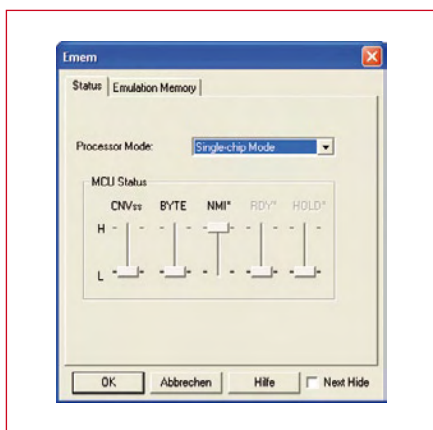 Emem
Status Emulation Memory
Processor Mode: Single-chip Mode
MCU Status
CNVss BYTE NMI* RDY* HOLD*
H
L
OK Abbrechen Hilfe Next Hide